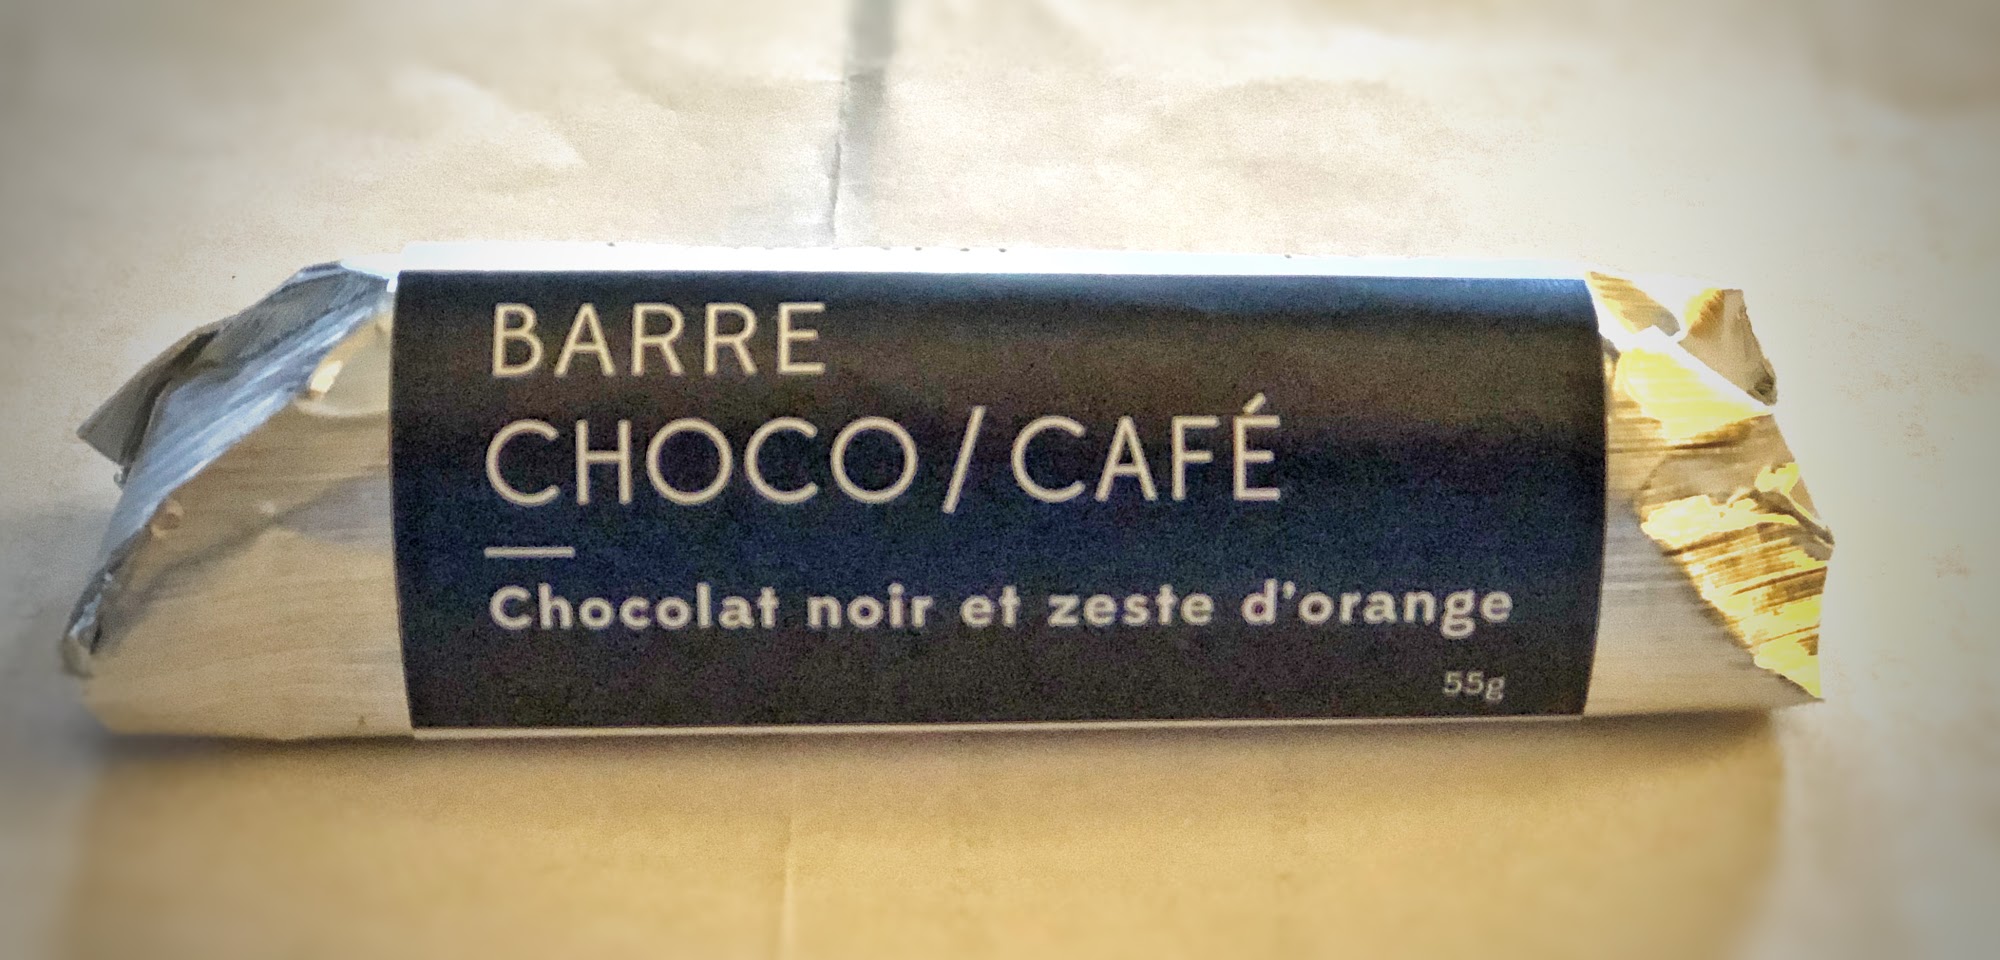 BARRE
CHOCO/CAFÉ
Chocolat noir et zeste d'orange
55g